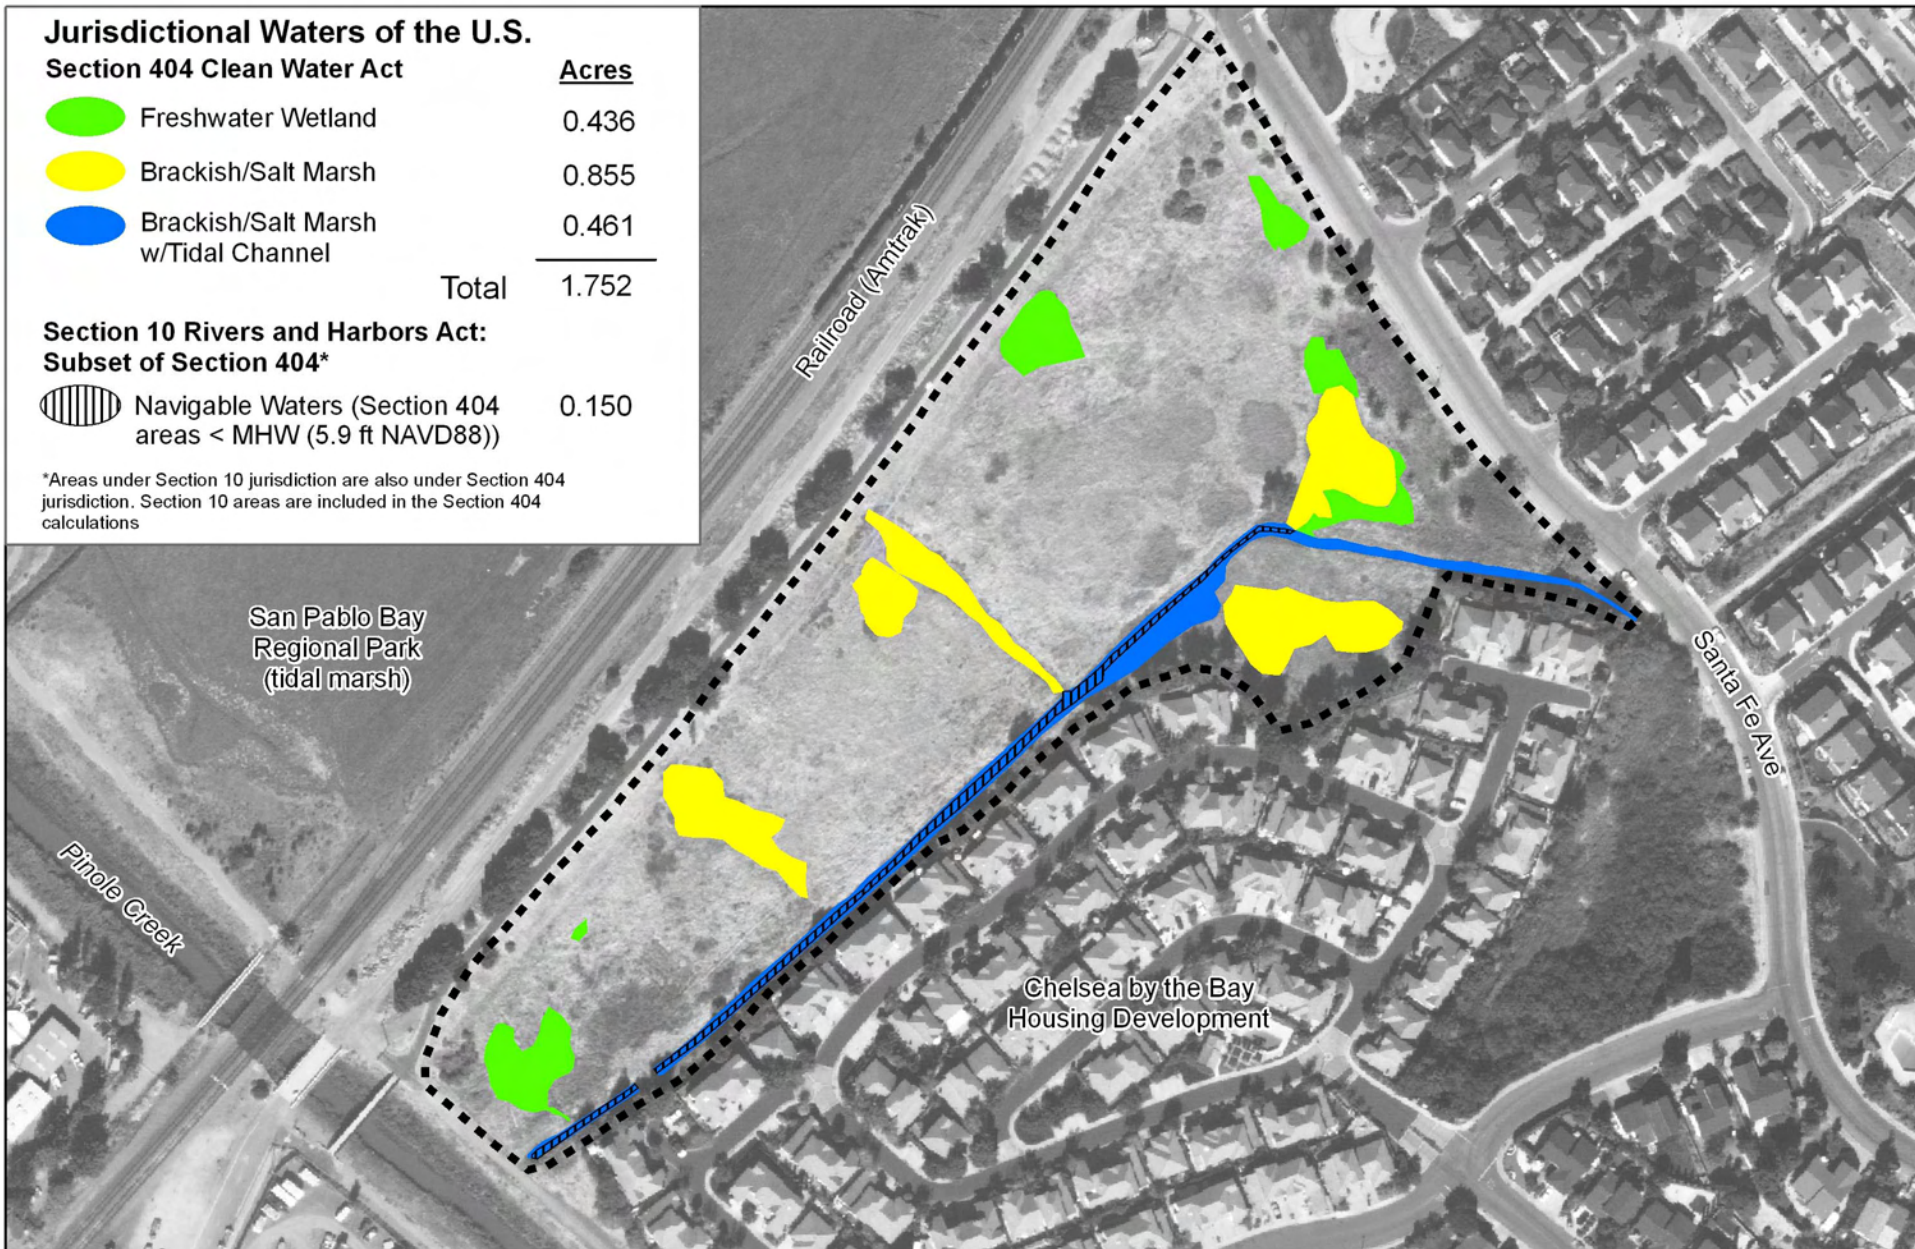 Jurisdictional Waters of the U.S.
Section 404 Clean Water Act
Acres
Freshwater Wetland
0.436
Brackish/Salt Marsh
0.855
Brackish/Salt Marsh
w/Tidal Channel
0.461
Total
1.752
Section 10 Rivers and Harbors Act:
Subset of Section 404*
Navigable Waters (Section 404
areas < MHW (5.9 ft NAVD88))
0.150
*Areas under Section 10 jurisdiction are also under Section 404
jurisdiction. Section 10 areas are included in the Section 404
calculations
Railroad (Amtrak)
San Pablo Bay
Regional Park
(tidal marsh)
Santa Fe Ave
Pinole Creek
Chelsea by the Bay
Housing Development